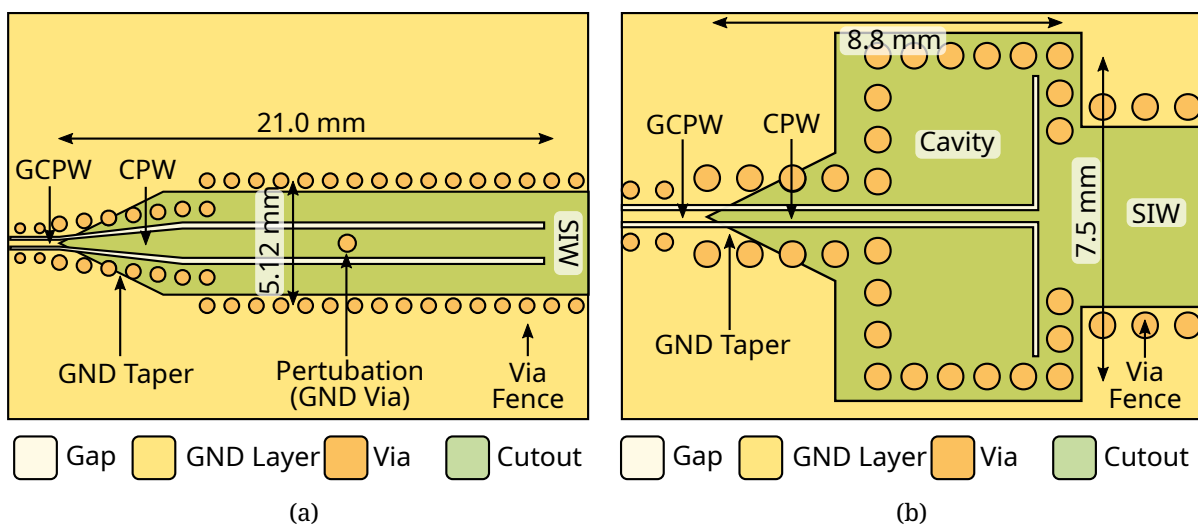 21.0 mm
GCPW
CPW
5.12 mm
SIW
GND Taper
Pertubation
(GND Via)
Via
Fence
Gap
GND Layer
Via
Cutout
(a)
8.8 mm
GCPW
CPW
Cavity
7.5 mm
SIW
GND Taper
Via
Fence
Gap
GND Layer
Via
Cutout
(b)